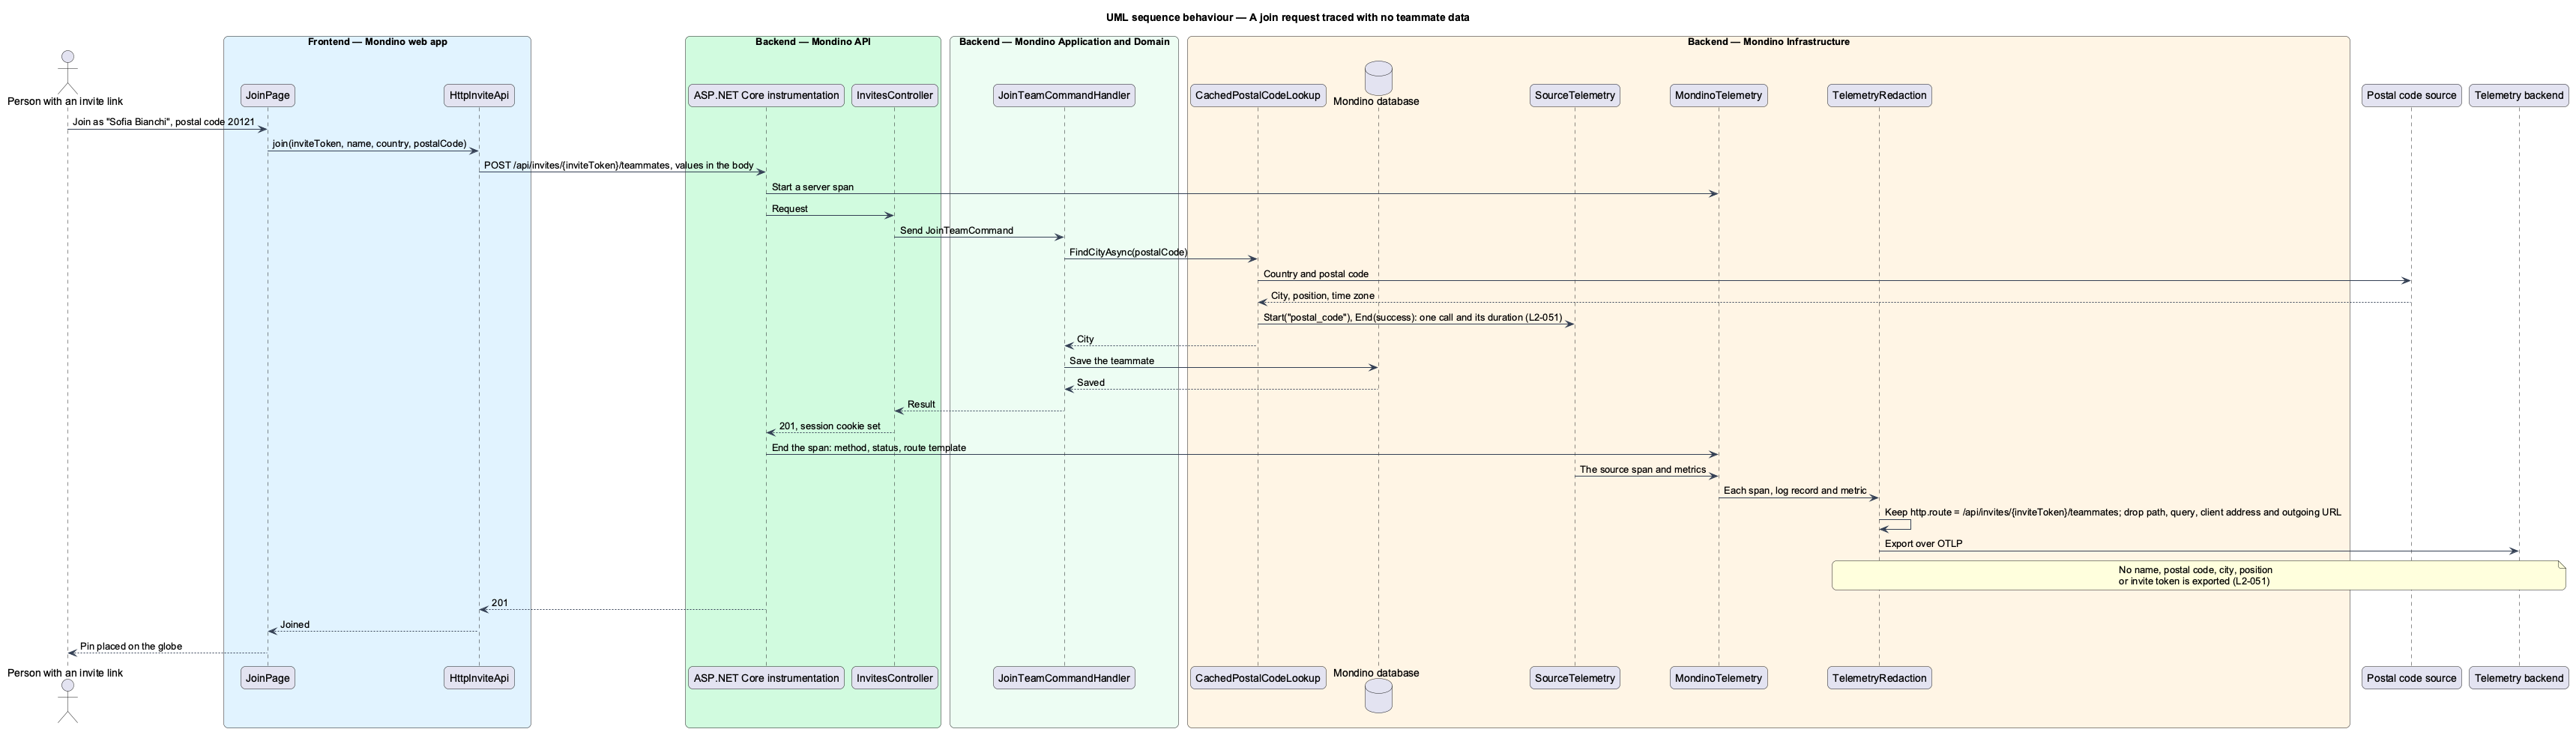 UML sequence behaviour — A join request traced with no teammate data
Frontend — Mondino web app
Backend — Mondino API
Backend — Mondino Application and Domain
Backend — Mondino Infrastructure
Person with an invite link
JoinPage
HttpInviteApi
ASP.NET Core instrumentation
InvitesController
JoinTeamCommandHandler
CachedPostalCodeLookup
Mondino database
SourceTelemetry
MondinoTelemetry
TelemetryRedaction
Postal code source
Telemetry backend
Join as "Sofia Bianchi", postal code 20121
join(inviteToken, name, country, postalCode)
POST /api/invites/{inviteToken}/teammates, values in the body
Start a server span
Request
Send JoinTeamCommand
FindCityAsync(postalCode)
Country and postal code
City, position, time zone
Start("postal_code"), End(success): one call and its duration (L2-051)
City
Save the teammate
Saved
Result
201, session cookie set
End the span: method, status, route template
The source span and metrics
Each span, log record and metric
Keep http.route = /api/invites/{inviteToken}/teammates; drop path, query, client address and outgoing URL
Export over OTLP
No name, postal code, city, position
or invite token is exported (L2-051)
201
Joined
Pin placed on the globe
Person with an invite link
JoinPage
HttpInviteApi
ASP.NET Core instrumentation
InvitesController
JoinTeamCommandHandler
CachedPostalCodeLookup
Mondino database
SourceTelemetry
MondinoTelemetry
TelemetryRedaction
Postal code source
Telemetry backend